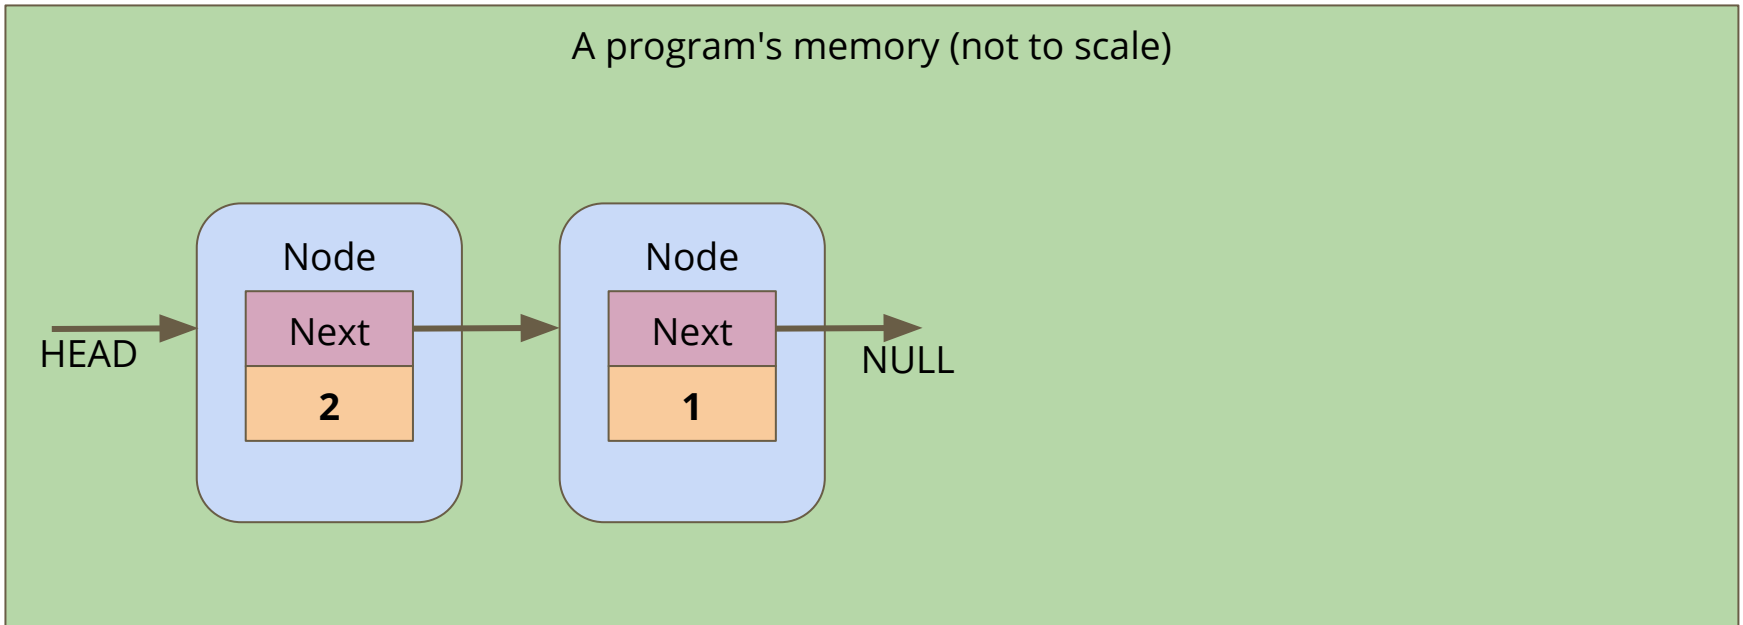 A program's memory (not to scale)
Node
Node
Next
Next
HEAD
NULL
2
1